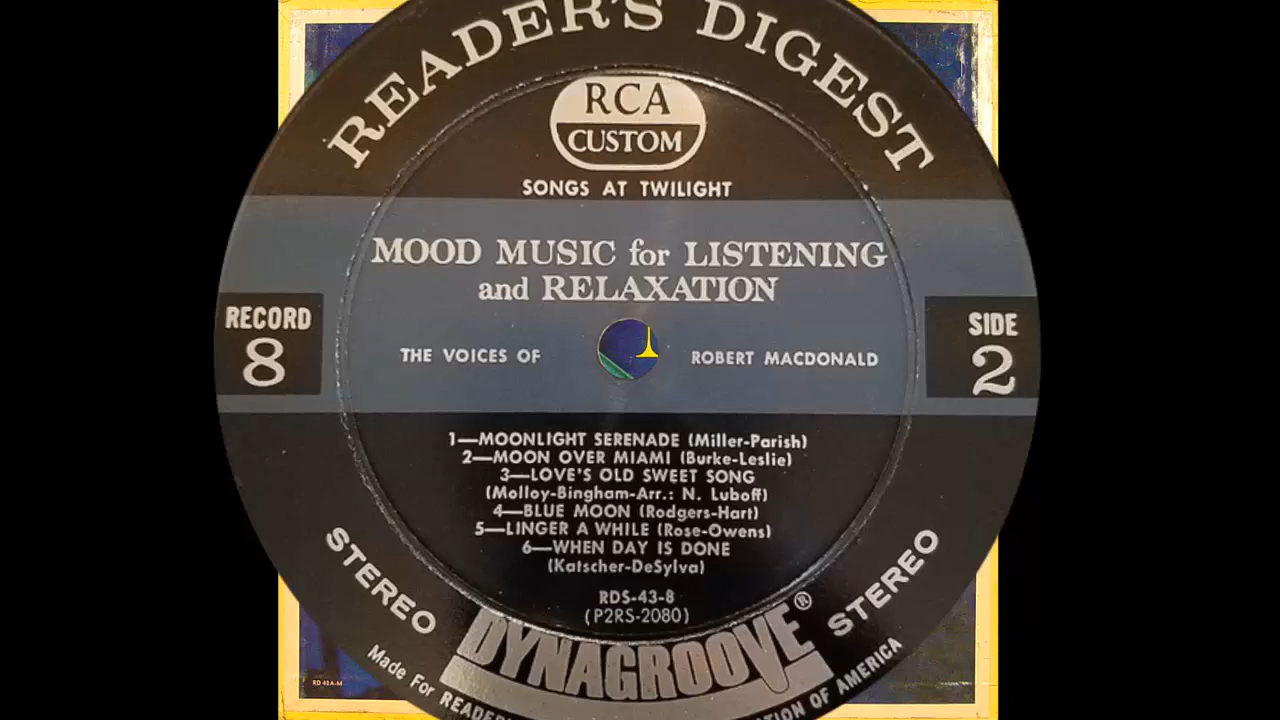 READER'S DIGEST
RCA
CUSTOM
SONGS AT TWILIGHT
MOOD MUSIC for LISTENING
and RELAXATION
RECORD
8
SIDE
2
THE VOICES OF ROBERT MACDONALD
1—MOONLIGHT SERENADE (Miller-Parish)
2—MOON OVER MIAMI (Burke-Leslie)
3—LOVE'S OLD SWEET SONG
(Molloy-Bingham-Arr.: N. Luboff)
4—BLUE MOON (Rodgers-Hart)
5—LINGER A WHILE (Rose-Owens)
6—WHEN DAY IS DONE
(Katscher-DeSylva)
RDS-43-8
(P2RS-2080)
STEREO
STEREO
DYNAGROOVE®
Made For OF AMERICA
RD 43A-M